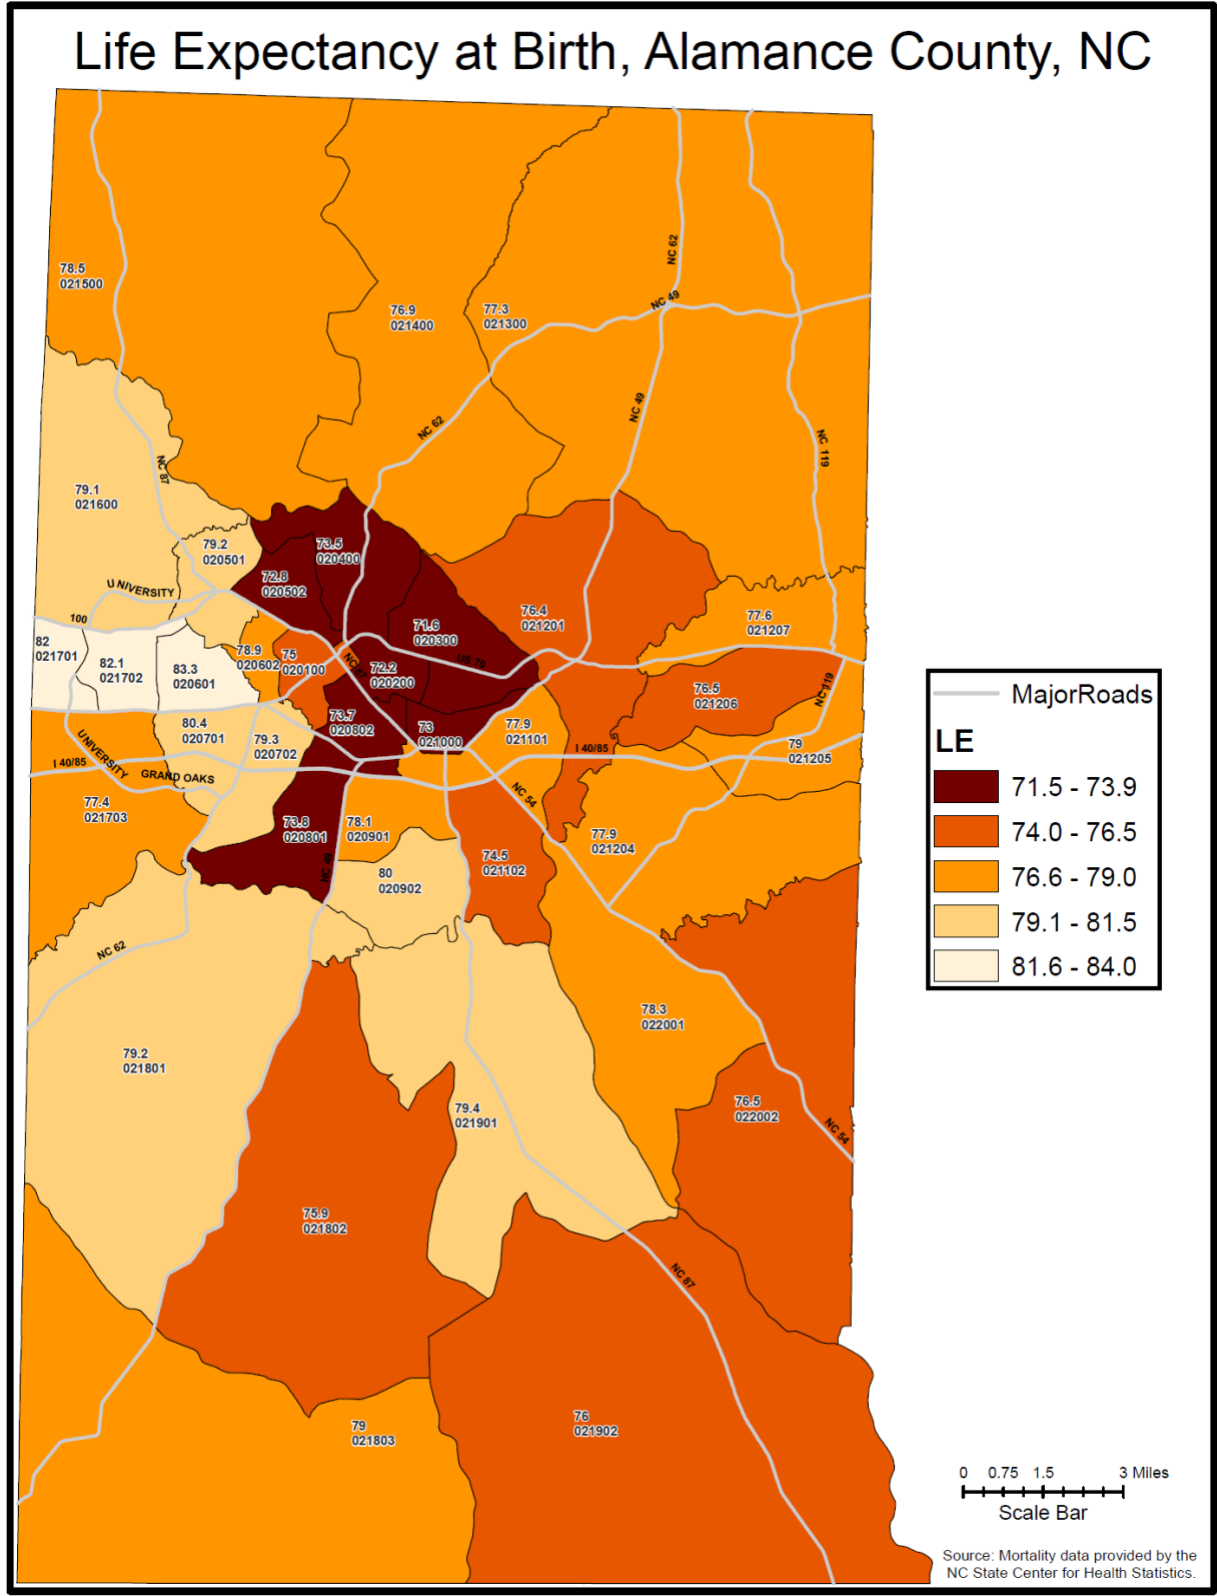 Life Expectancy at Birth, Alamance County, NC
78.5
021500
76.9
021400
77.3
021300
NC 62
NC 49
NC 49
NC 62
NC 119
NC 87
79.1
021600
79.2
020501
73.5
020400
72.8
020502
U NIVERSITY
100
76.4
021201
77.6
021207
71.6
020300
82
021701
82.1
021702
83.3
020601
78.9
020602
75
020100
NC 87
72.2
020200
US 70
76.5
021206
NC 119
80.4
020701
79.3
020702
73.7
020802
73
021000
77.9
021101
79
021205
I 40/85
UNIVERSITY
GRAND OAKS
I 40/85
77.4
021703
73.8
020801
78.1
020901
NC 54
77.9
021204
74.5
021102
NC 49
80
020902
NC 62
78.3
022001
79.2
021801
79.4
021901
76.5
022002
NC 54
75.9
021802
NC 87
79
021803
76
021902
MajorRoads
LE
71.5 - 73.9
74.0 - 76.5
76.6 - 79.0
79.1 - 81.5
81.6 - 84.0
0 0.75 1.5 3 Miles
Scale Bar
Source: Mortality data provided by the
NC State Center for Health Statistics.